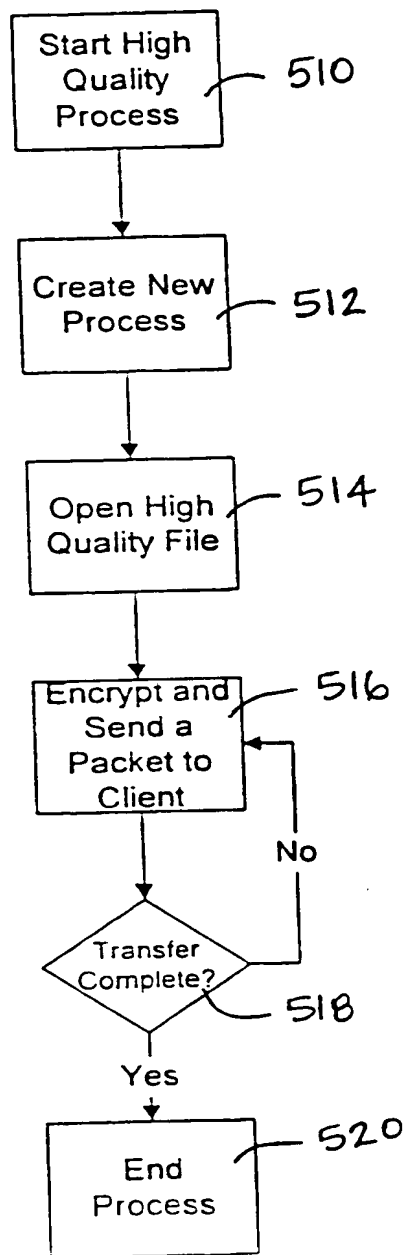 Start High
Quality
Process
510
Create New
Process
512
Open High
Quality File
514
Encrypt and
Send a
Packet to
Client
516
No
Transfer
Complete?
518
Yes
End
Process
520